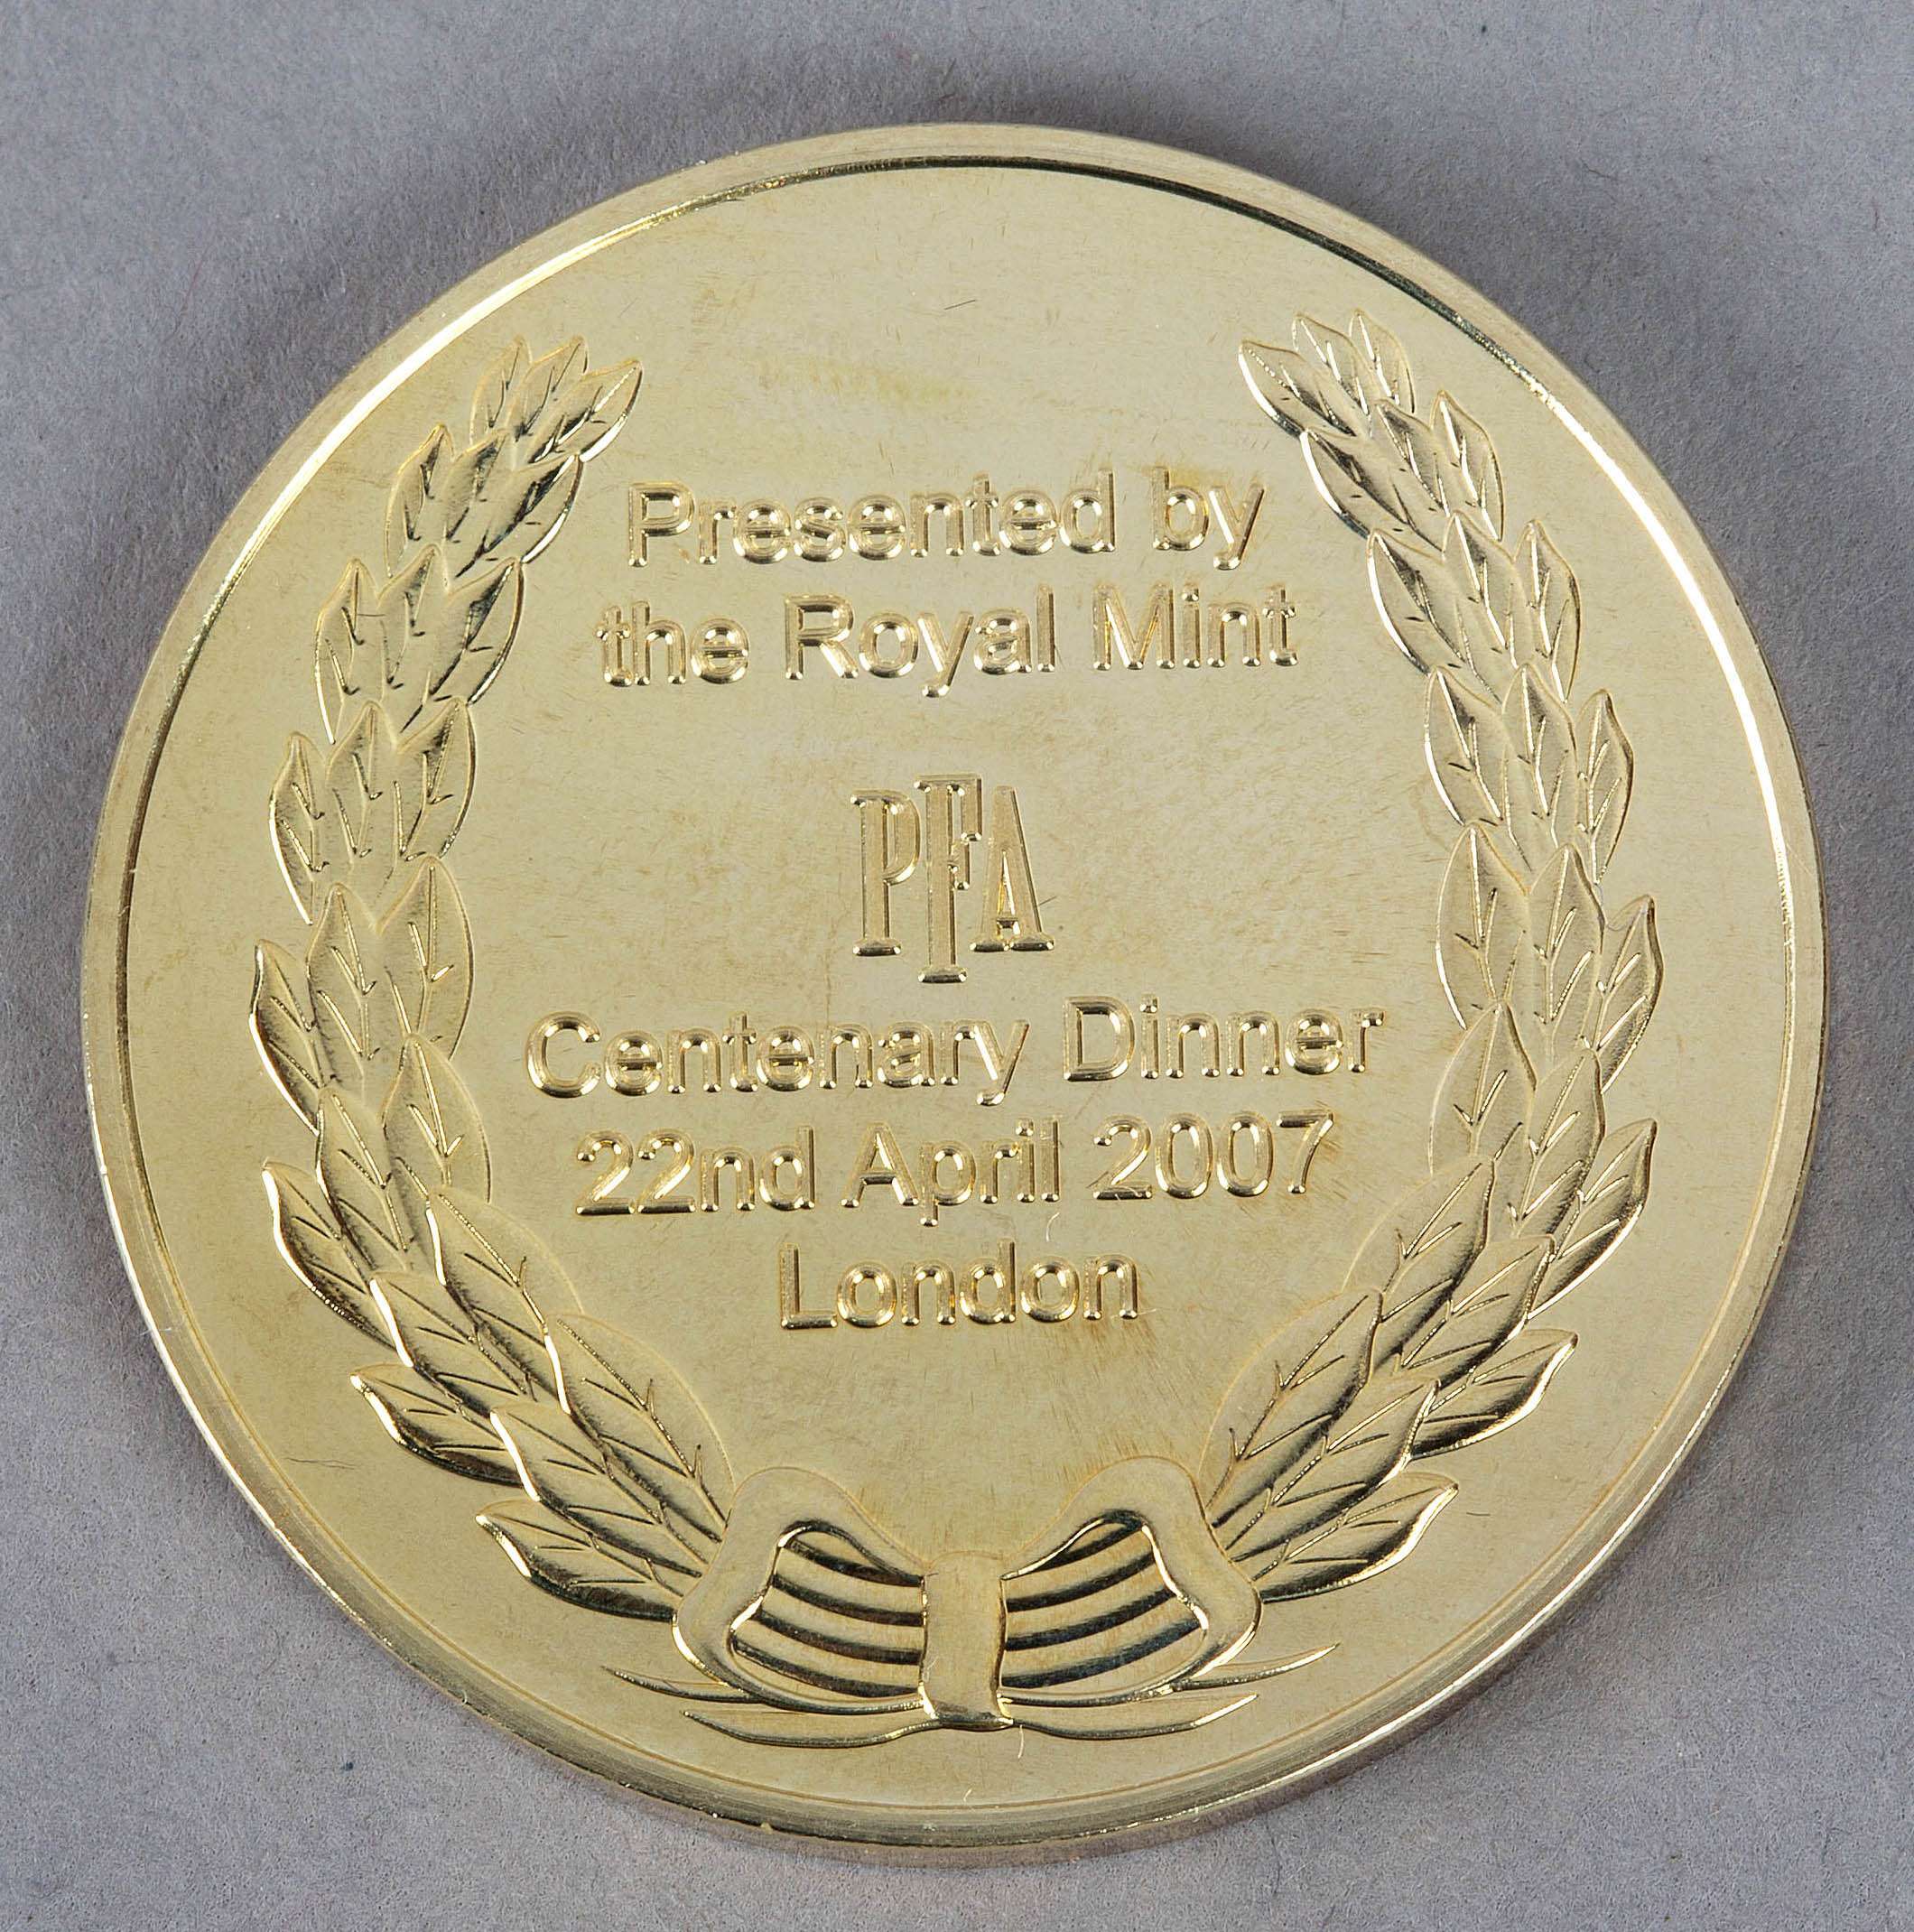 Presented by
the Royal Mint
PFA
Centenary Dinner
22nd April 2007
London